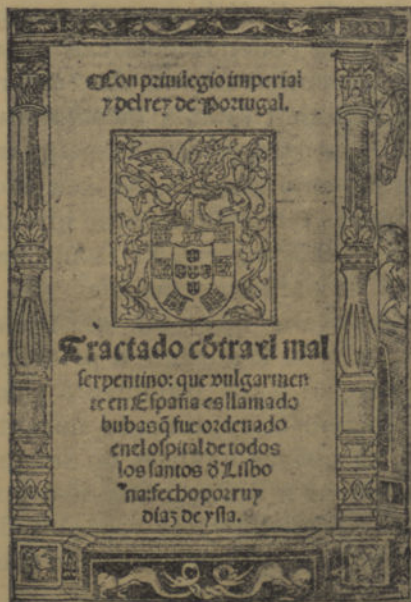 Con priuilegio imperial
y del rey de Portugal.
Tractado cōtra el mal
serpentino: que vulgarmen
te en España es llamado
bubas q̃ fue ordenado
enel ospital de todos
los santos d̓ Lisbo
na: fecho por ruy
diaz de ysla.